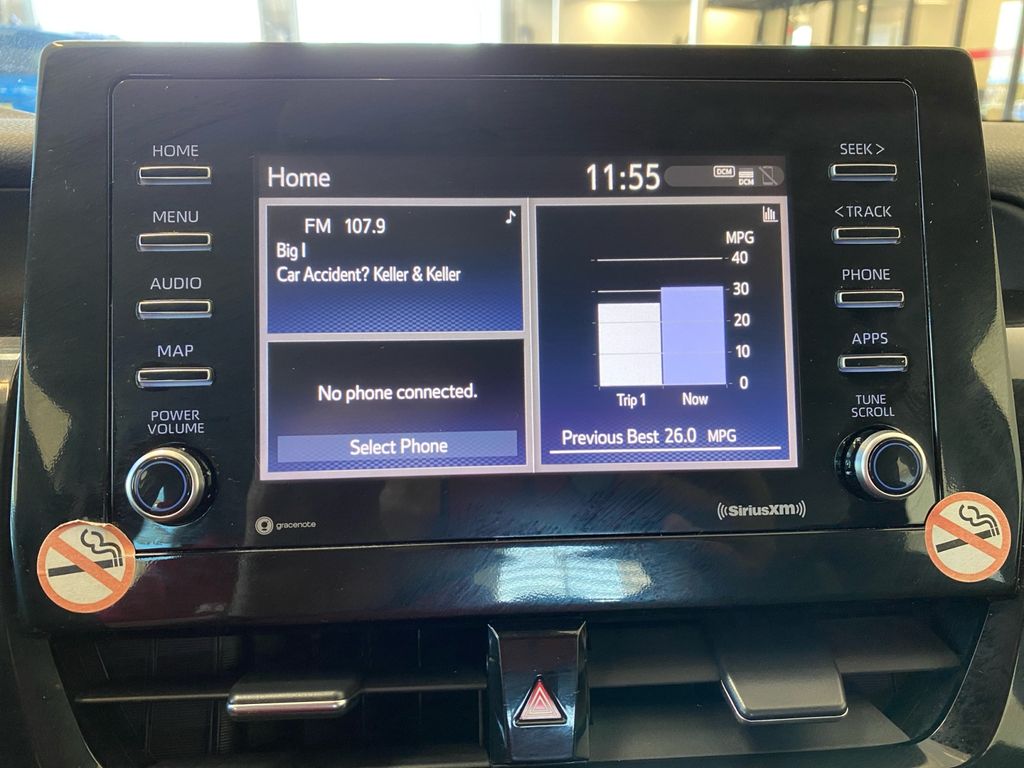 HOME
MENU
AUDIO
MAP
POWER
VOLUME
Home
11:55
DCM
DCM
FM 107.9
Big I
Car Accident? Keller & Keller
No phone connected.
Select Phone
MPG
40
30
20
10
0
Trip 1
Now
Previous Best 26.0 MPG
SEEK >
< TRACK
PHONE
APPS
TUNE
SCROLL
gracenote
((SiriusXM))